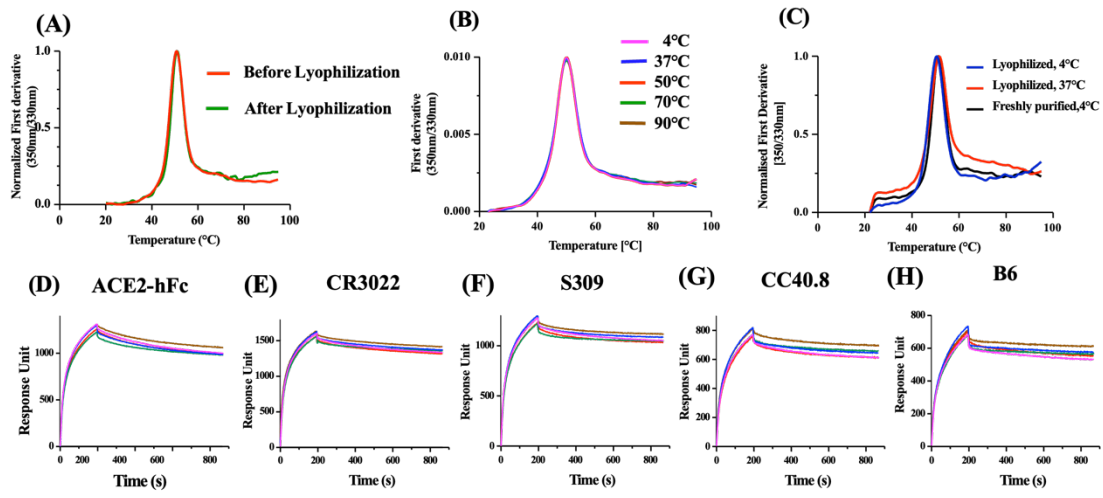 (A)
Normalized First derivative
(350nm/330nm)
1.0
0.5
0.0
0 20 40 60 80 100
Temperature (°C)
Before Lyophilization
After Lyophilization
(B)
First derivative
(350nm/330nm)
0.010
0.005
0.000
40 60 80 100
Temperature [°C]
4°C
37°C
50°C
70°C
90°C
(C)
Normalised First Derivative
|350/330nm]
1.0
0.5
0.0
0 20 40 60 80 100
Temperature (°C)
Lyophilized, 4°C
Lyophilized, 37°C
Freshly purified,4°C
(D) ACE2-hFc
Response Unit
1000
500
0
0 200 400 600 800
Time (s)
(E) CR3022
Response Unit
1500
1000
500
0
0 200 400 600 800
Time (s)
(F) S309
Response Unit
1000
500
0
0 200 400 600 800
Time (s)
(G) CC40.8
Response Unit
800
600
400
200
0
0 200 400 600 800
Time (s)
(H) B6
Response Unit
800
600
400
200
0
0 200 400 600 800
Time (s)